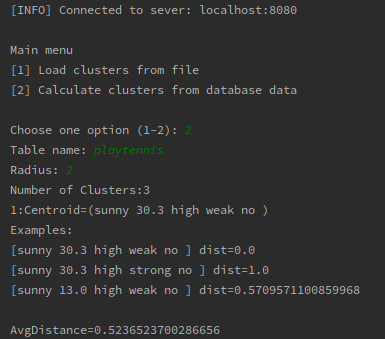 [INFO] Connected to sever: localhost:8080
Main menu
[1] Load clusters from file
[2] Calculate clusters from database data
Choose one option (1-2): 2
Table name: playtennis
Radius: 2
Number of Clusters:3
1:Centroid=(sunny 30.3 high weak no )
Examples:
[sunny 30.3 high weak no ] dist=0.0
[sunny 30.3 high strong no ] dist=1.0
[sunny 13.0 high weak no ] dist=0.5709571100859968
AvgDistance=0.5236523700286656